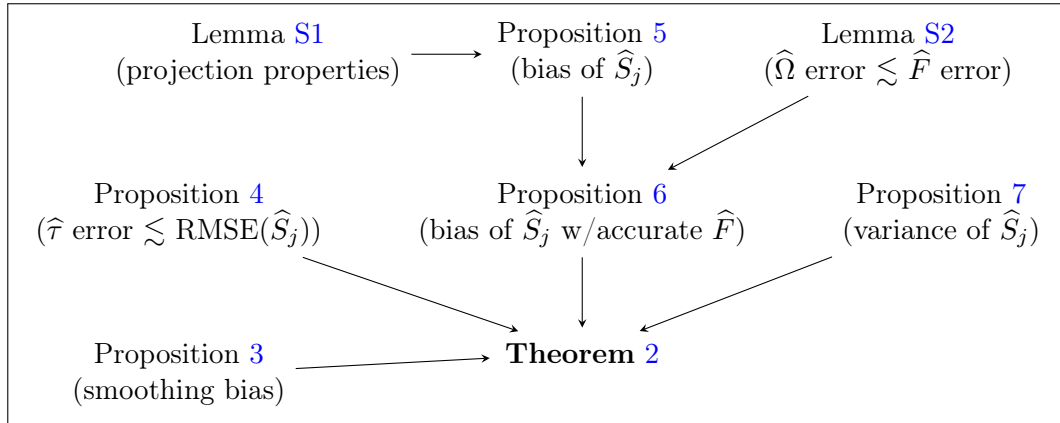 Lemma S1
(projection properties)
Proposition 5
(bias of Ŝ_j)
Lemma S2
(Ω̂ error ≲ F̂ error)
Proposition 4
(τ̂ error ≲ RMSE(Ŝ_j))
Proposition 6
(bias of Ŝ_j w/accurate F̂)
Proposition 7
(variance of Ŝ_j)
Proposition 3
(smoothing bias)
Theorem 2